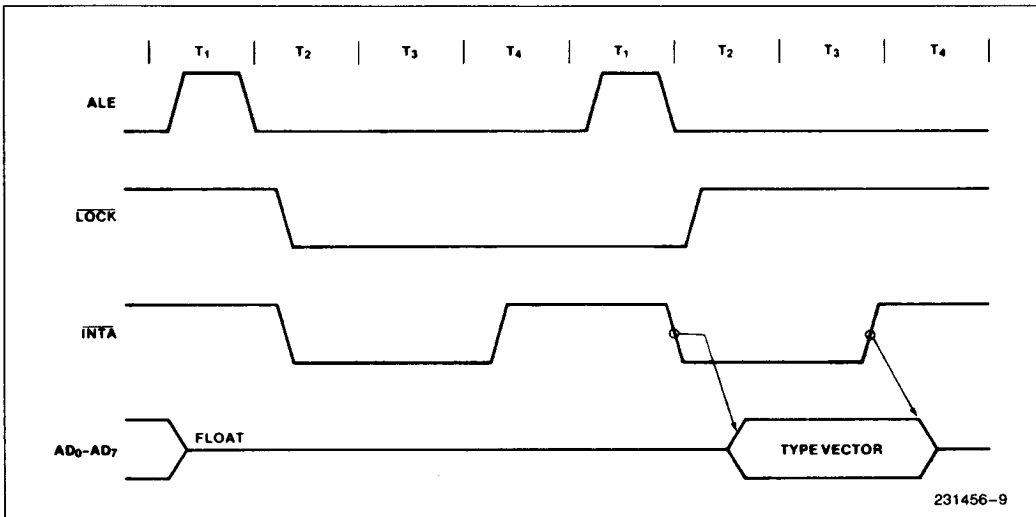 T₁ T₂ T₃ T₄ T₁ T₂ T₃ T₄
ALE
LOCK
INTA
FLOAT
AD₀-AD₇
TYPE VECTOR
231456-9